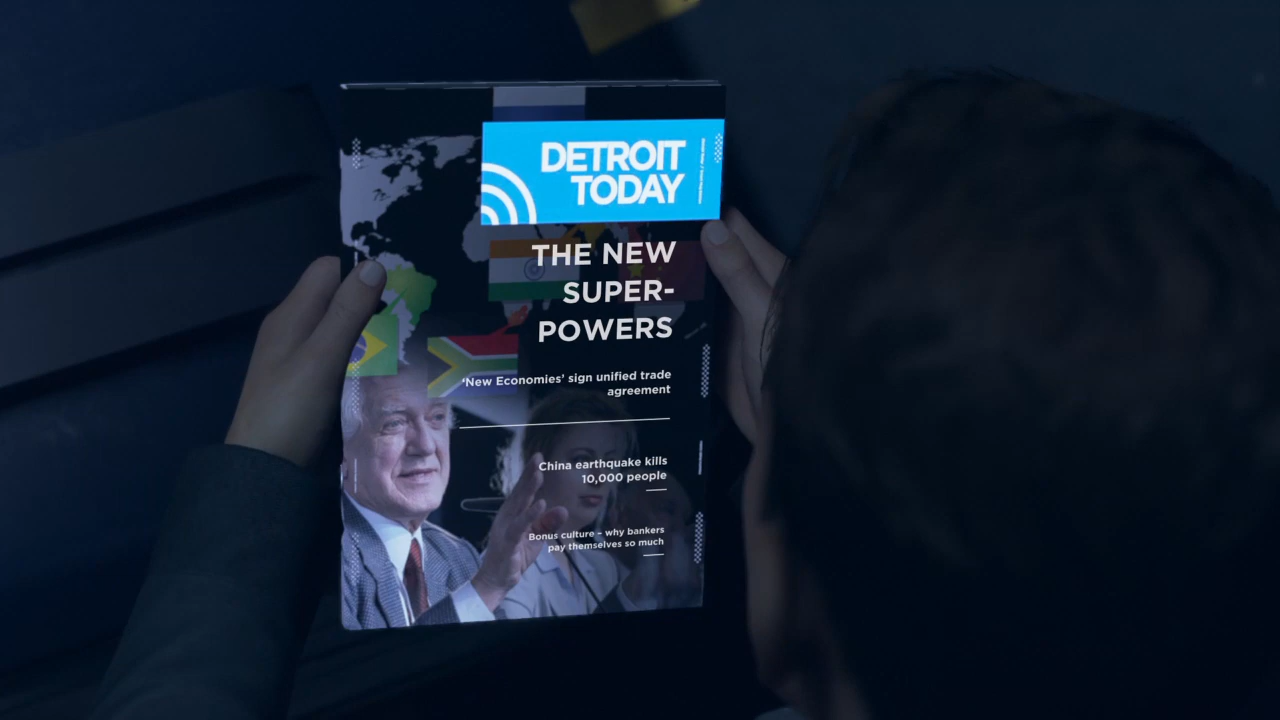 DETROIT
TODAY
THE NEW
SUPER-
POWERS
'New Economies' sign unified trade
agreement
China earthquake kills
10,000 people
Bonus culture – why bankers
pay themselves so much